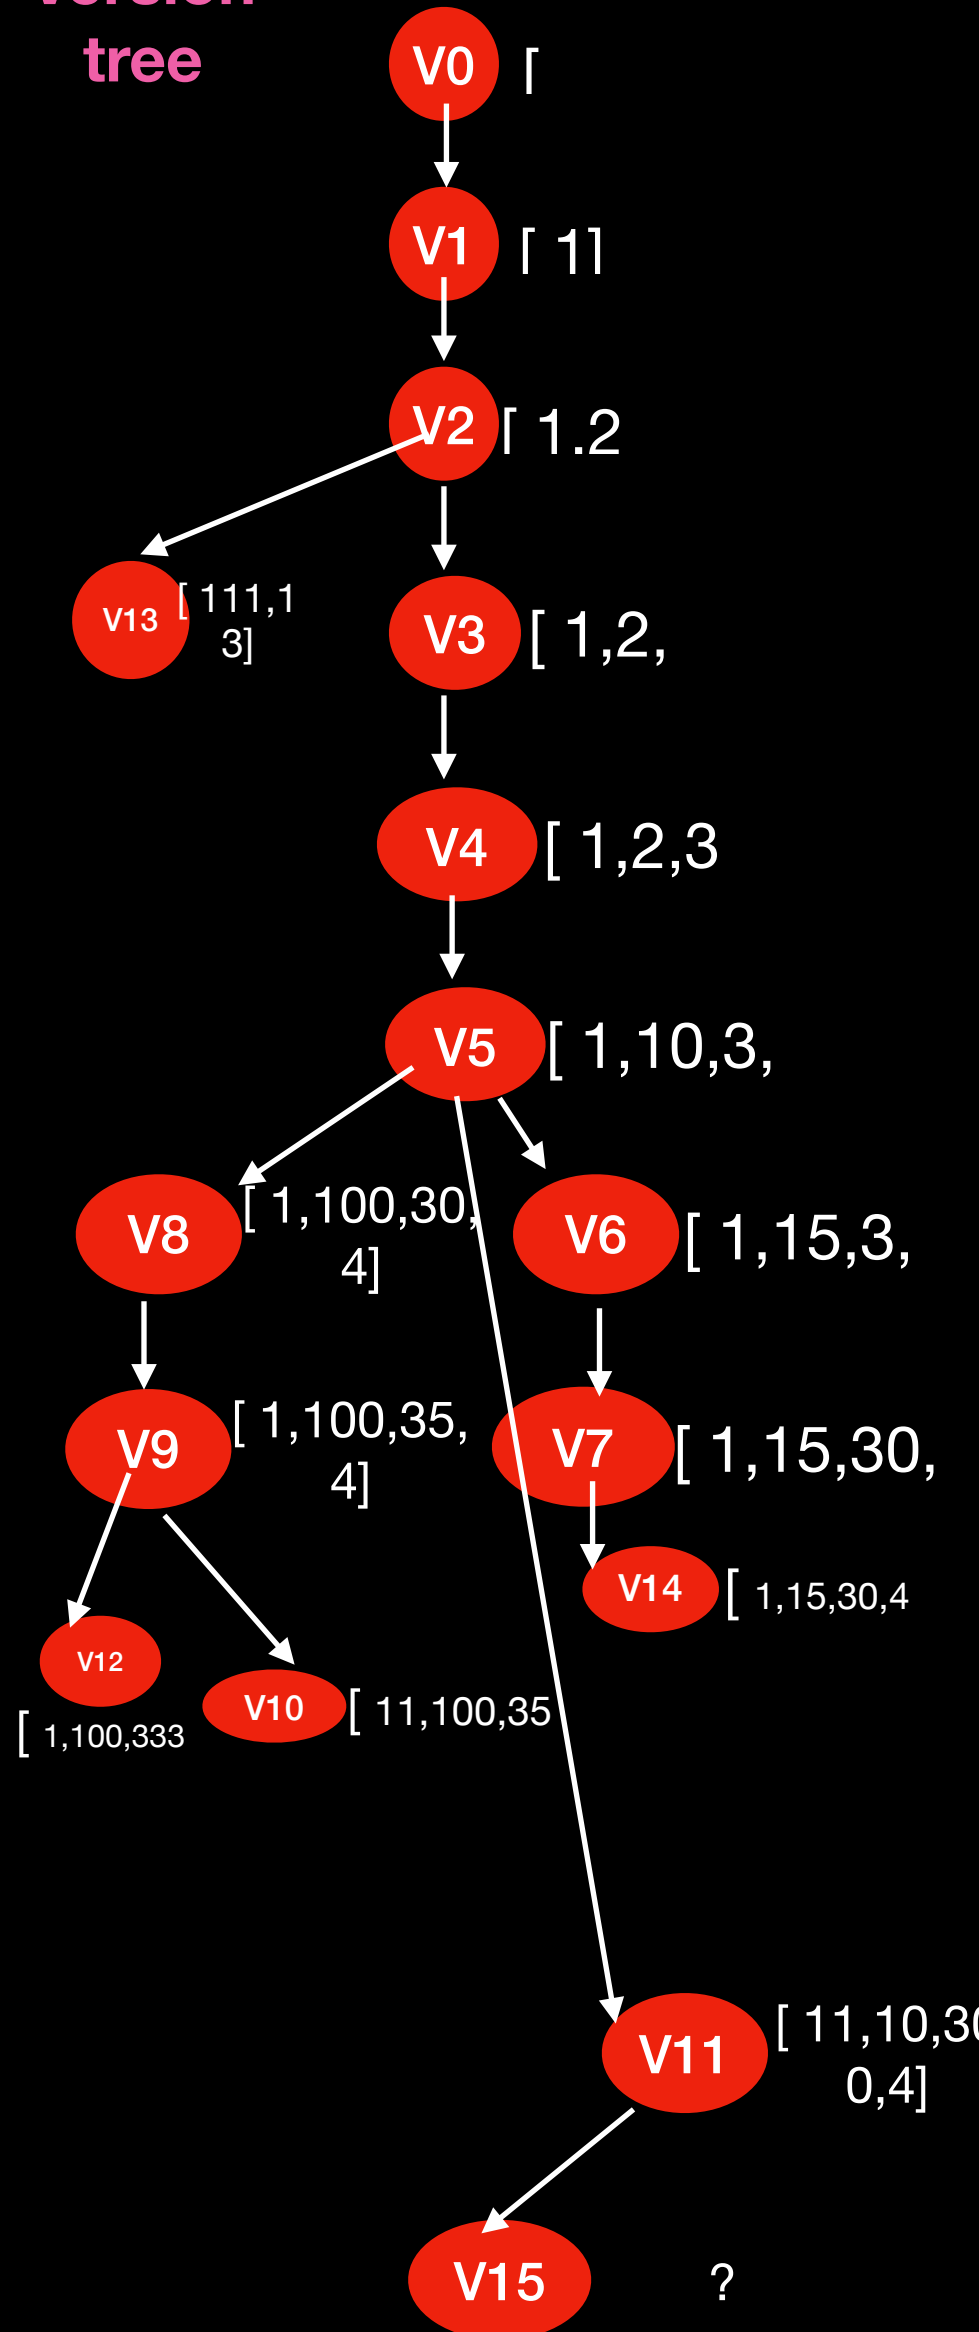 version
tree
V0 [
V1 [ 1]
V2 [ 1.2
V13 [ 111,1
3]
V3 [ 1,2,
V4 [ 1,2,3
V5 [ 1,10,3,
V8 [ 1,100,30,
4]
V6 [ 1,15,3,
V9 [ 1,100,35,
4]
V7 [ 1,15,30,
V14 [ 1,15,30,4
V12
[ 1,100,333
V10 [ 11,100,35
V11 [ 11,10,30
0,4]
V15 ?